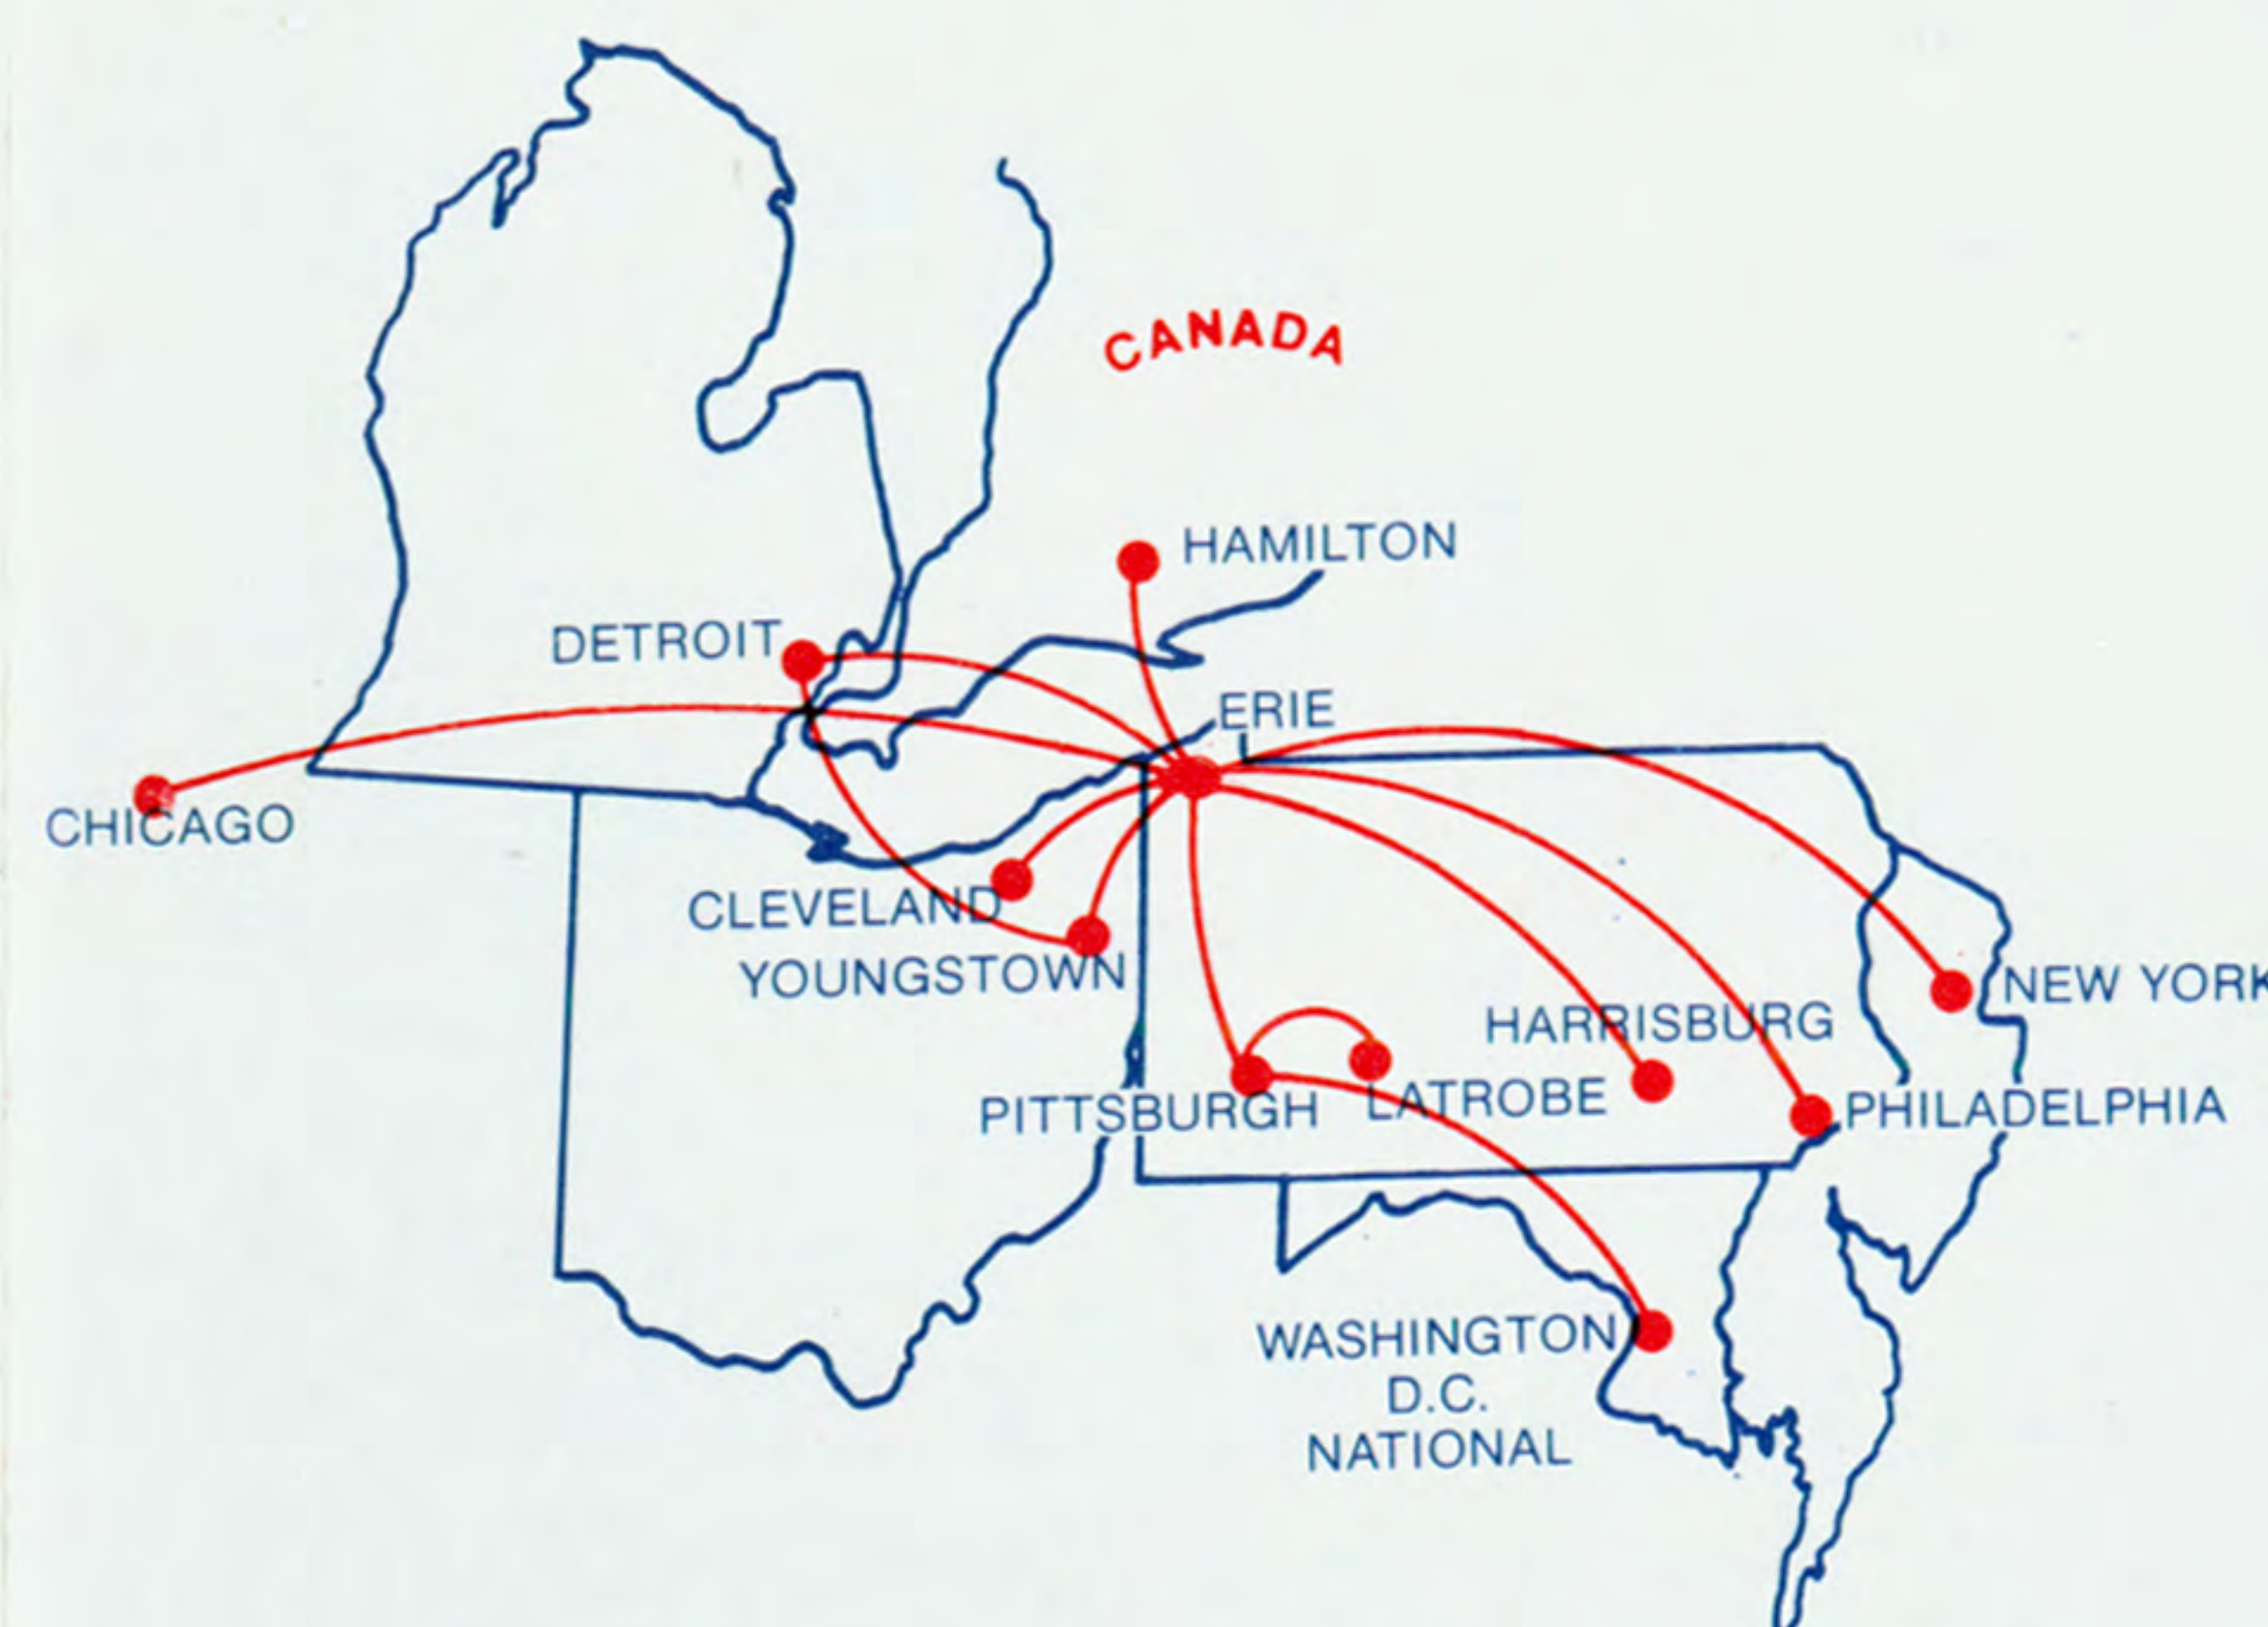 CANADA
HAMILTON
DETROIT
ERIE
CHICAGO
CLEVELAND
YOUNGSTOWN
NEW YORK
HARRISBURG
PITTSBURGH
LATROBE
PHILADELPHIA
WASHINGTON
D.C.
NATIONAL